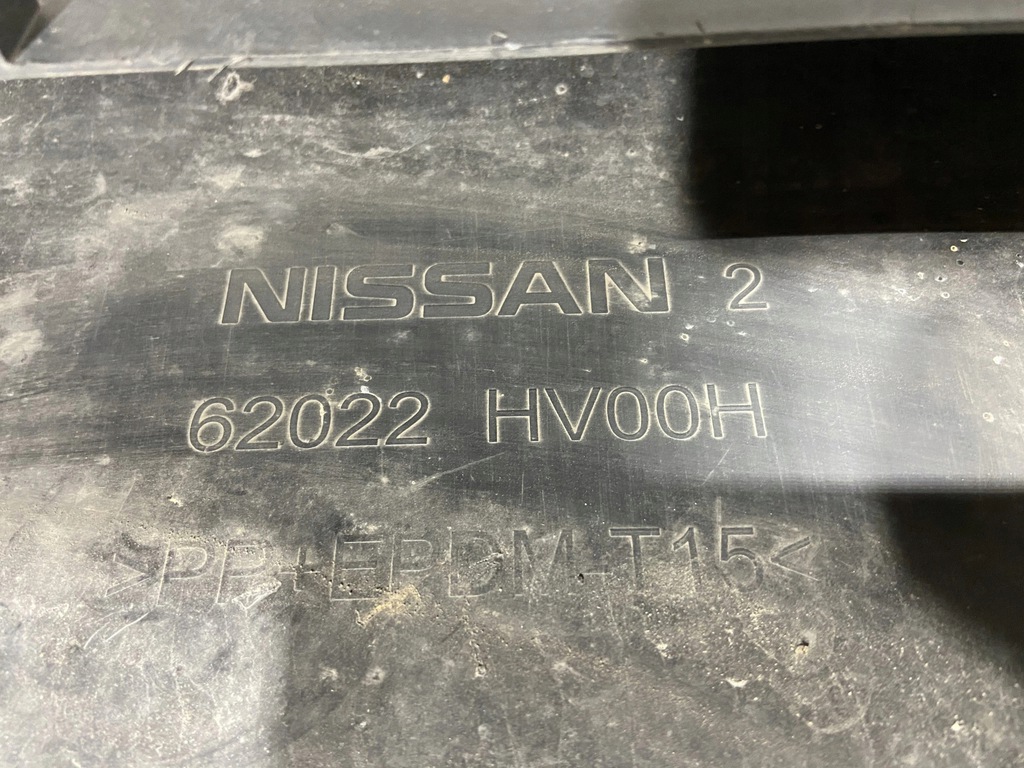 NISSAN 2
62022 HV00H
>PP+EPDM-T15<